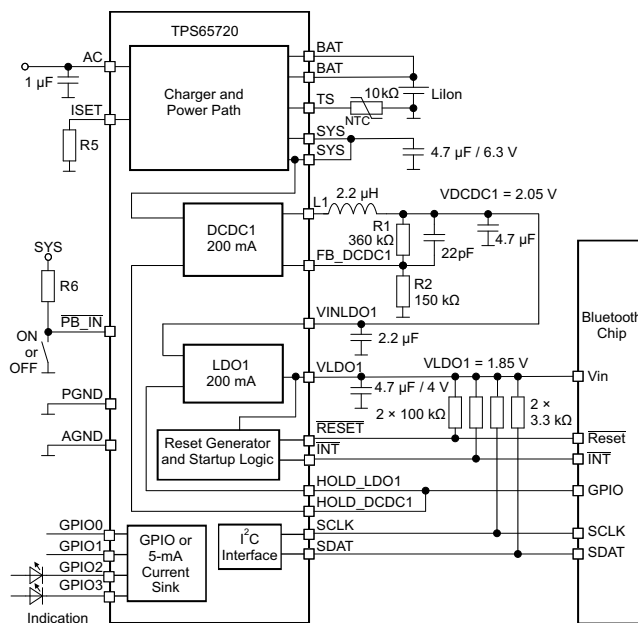 TPS65720
AC
1 µF
ISET
R5
Charger and
Power Path
BAT
BAT
TS
SYS
SYS
10 kΩ
NTC
LiIon
4.7 µF / 6.3 V
DCDC1
200 mA
L1
2.2 µH
VDCDC1 = 2.05 V
R1
360 kΩ
22pF
4.7 µF
FB_DCDC1
R2
150 kΩ
SYS
R6
PB_IN
ON
or
OFF
VINLDO1
2.2 µF
LDO1
200 mA
VLDO1
VLDO1 = 1.85 V
4.7 µF / 4 V
2 × 100 kΩ
2 ×
3.3 kΩ
Bluetooth
Chip
Vin
PGND
AGND
Reset Generator
and Startup Logic
RESET
INT
Reset
INT
HOLD_LDO1
HOLD_DCDC1
GPIO
GPIO0
GPIO1
GPIO2
GPIO3
GPIO or
5-mA
Current
Sink
I²C
Interface
SCLK
SDAT
SCLK
SDAT
Indication